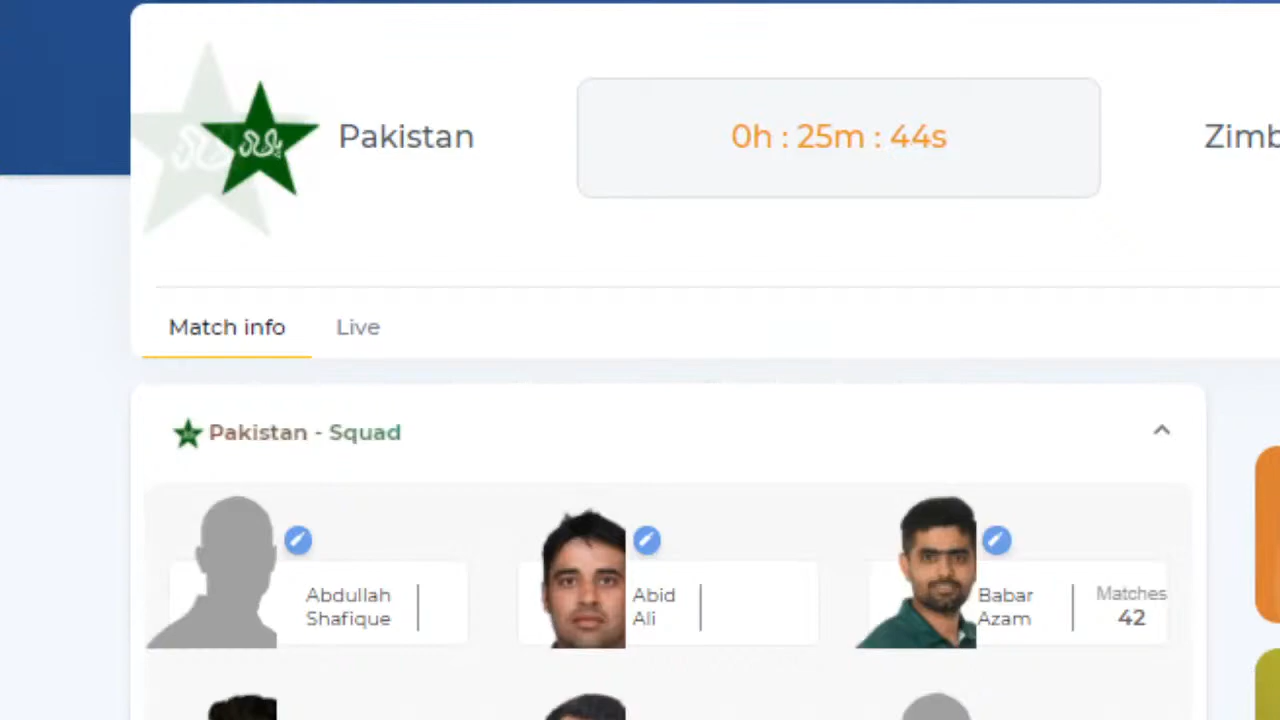 Pakistan
0h : 25m : 44s
Zimb
Match info
Live
Pakistan - Squad
Abdullah
Shafique
Abid
Ali
Babar
Azam
Matches
42